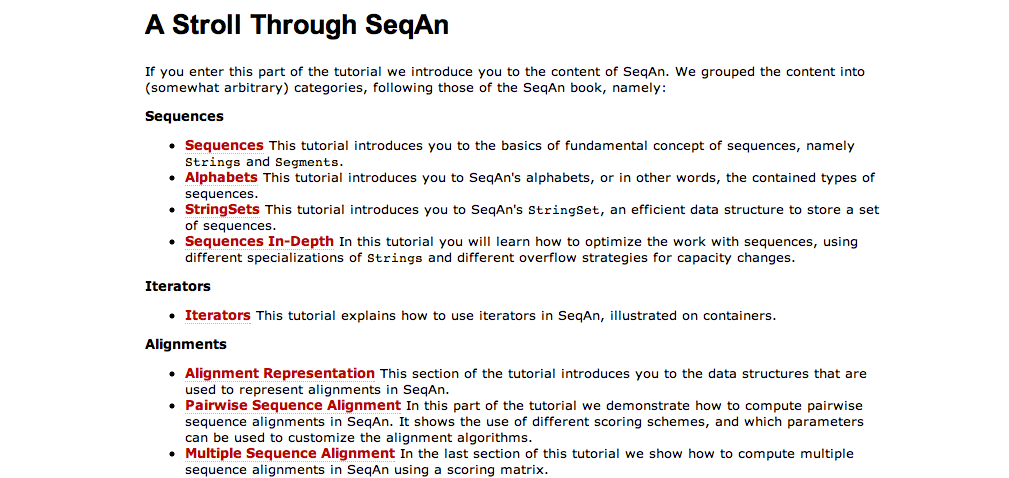 A Stroll Through SeqAn
If you enter this part of the tutorial we introduce you to the content of SeqAn. We grouped the content into
(somewhat arbitrary) categories, following those of the SeqAn book, namely:
Sequences
• Sequences This tutorial introduces you to the basics of fundamental concept of sequences, namely
Strings and Segments.
• Alphabets This tutorial introduces you to SeqAn's alphabets, or in other words, the contained types of
sequences.
• StringSets This tutorial introduces you to SeqAn's StringSet, an efficient data structure to store a set
of sequences.
• Sequences In-Depth In this tutorial you will learn how to optimize the work with sequences, using
different specializations of Strings and different overflow strategies for capacity changes.
Iterators
• Iterators This tutorial explains how to use iterators in SeqAn, illustrated on containers.
Alignments
• Alignment Representation This section of the tutorial introduces you to the data structures that are
used to represent alignments in SeqAn.
• Pairwise Sequence Alignment In this part of the tutorial we demonstrate how to compute pairwise
sequence alignments in SeqAn. It shows the use of different scoring schemes, and which parameters
can be used to customize the alignment algorithms.
• Multiple Sequence Alignment In the last section of this tutorial we show how to compute multiple
sequence alignments in SeqAn using a scoring matrix.